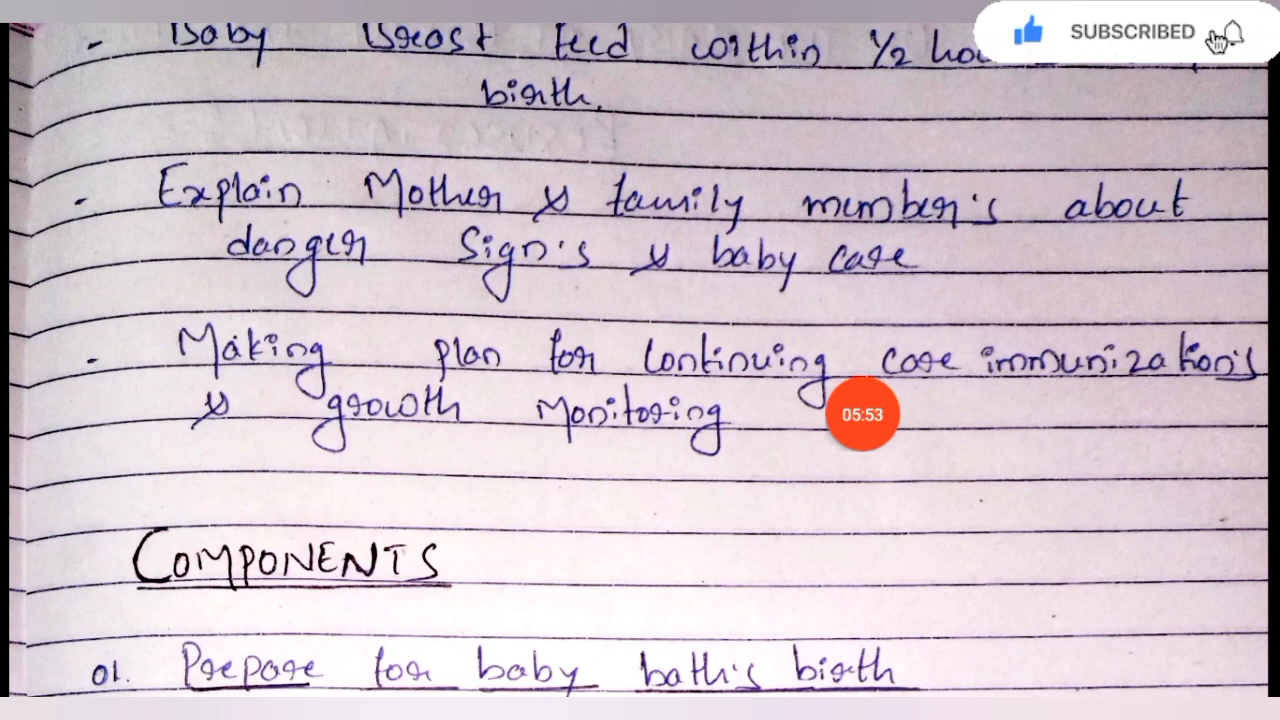 - Baby Breast feed within 1/2
SUBSCRIBED
birth.
- Explain Mother & family member's about
danger Sign's & baby care
- Making plan for continuing care immunization's
& growth Monitoring
05:53
COMPONENTS
01. Prepare for baby bath's birth